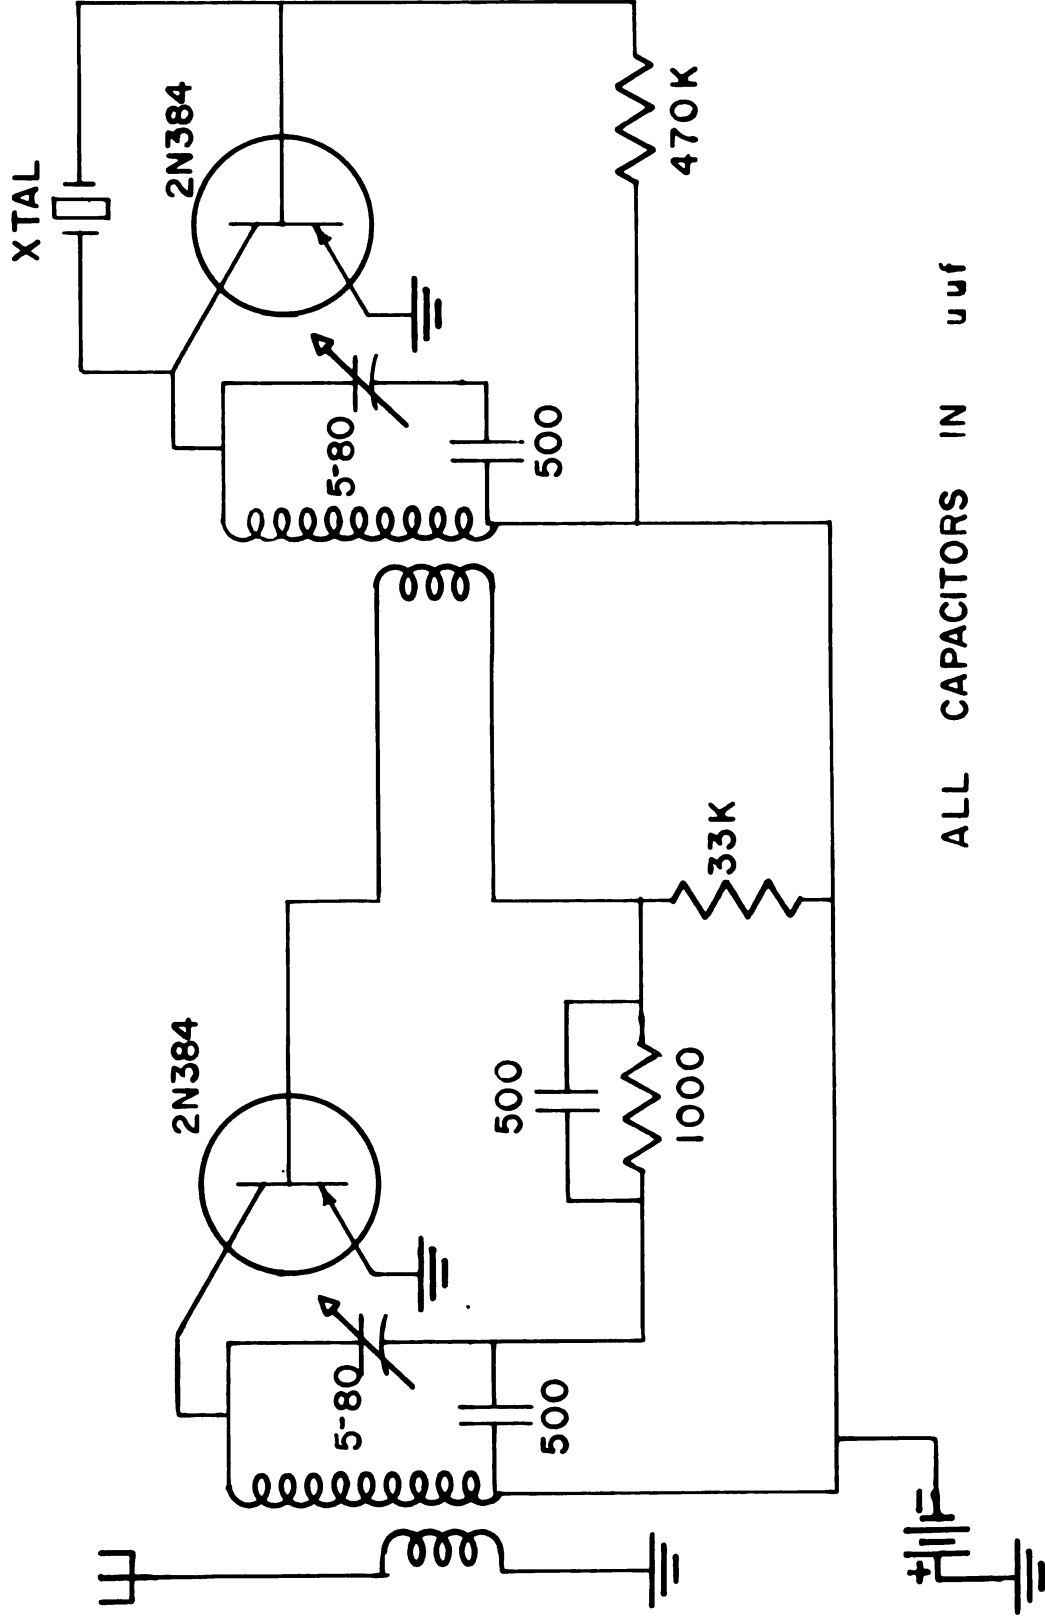 XTAL
2N384
5-80
500
470K
2N384
5-80
500
500
1000
33K
+ −
ALL CAPACITORS IN uuf